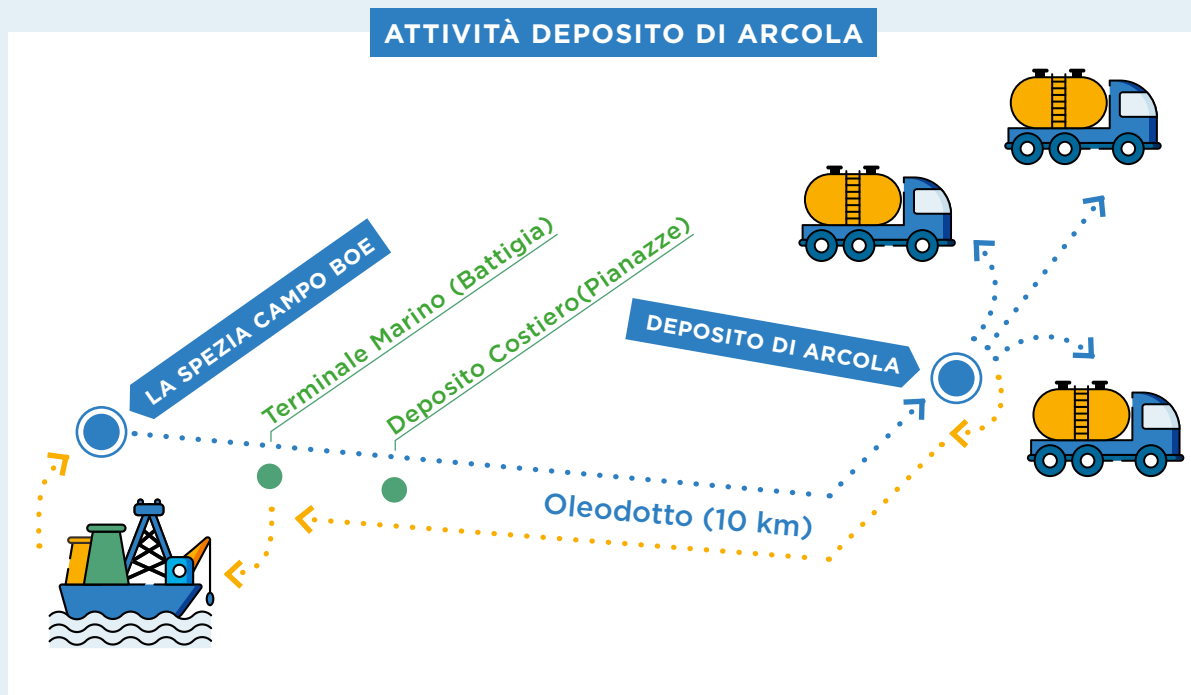 ATTIVITÀ DEPOSITO DI ARCOLA
LA SPEZIA CAMPO BOE
Terminale Marino (Battigia)
Deposito Costiero(Pianazze)
DEPOSITO DI ARCOLA
Oleodotto (10 km)